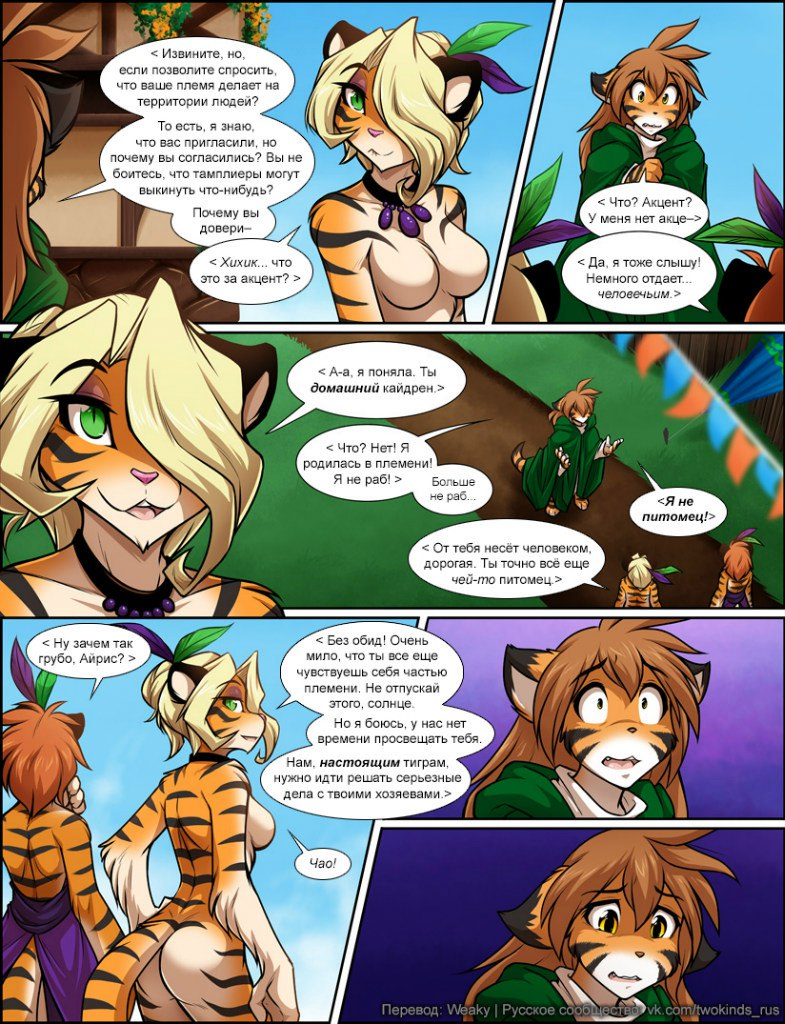 < Извините, но,
если позволите спросить,
что ваше племя делает на
территории людей?
То есть, я знаю,
что вас пригласили, но
почему вы согласились? Вы не
боитесь, что тамплиеры могут
выкинуть что-нибудь?
Почему вы
довери–
< Хихик... что
это за акцент? >
< Что? Акцент?
У меня нет акце–>
< Да, я тоже слышу!
Немного отдает...
человечьим.>
< А-а, я поняла. Ты
домашний кайдрен.>
< Что? Нет! Я
родилась в племени!
Я не раб! >
Больше
не раб...
<Я не
питомец!>
< От тебя несёт человеком,
дорогая. Ты точно всё еще
чей-то питомец.>
< Ну зачем так
грубо, Айрис? >
< Без обид! Очень
мило, что ты все еще
чувствуешь себя частью
племени. Не отпускай
этого, солнце.
Но я боюсь, у нас нет
времени просвещать тебя.
Нам, настоящим тиграм,
нужно идти решать серьезные
дела с твоими хозяевами.>
Чао!
Перевод: Weaky | Русское сообщество: vk.com/twokinds_rus